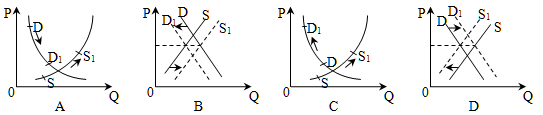 P D D₁ S₁ S 0 Q A
P D₁ D S S₁ 0 Q B
P D₁ D S₁ S 0 Q C
P D D₁ S₁ S 0 Q D